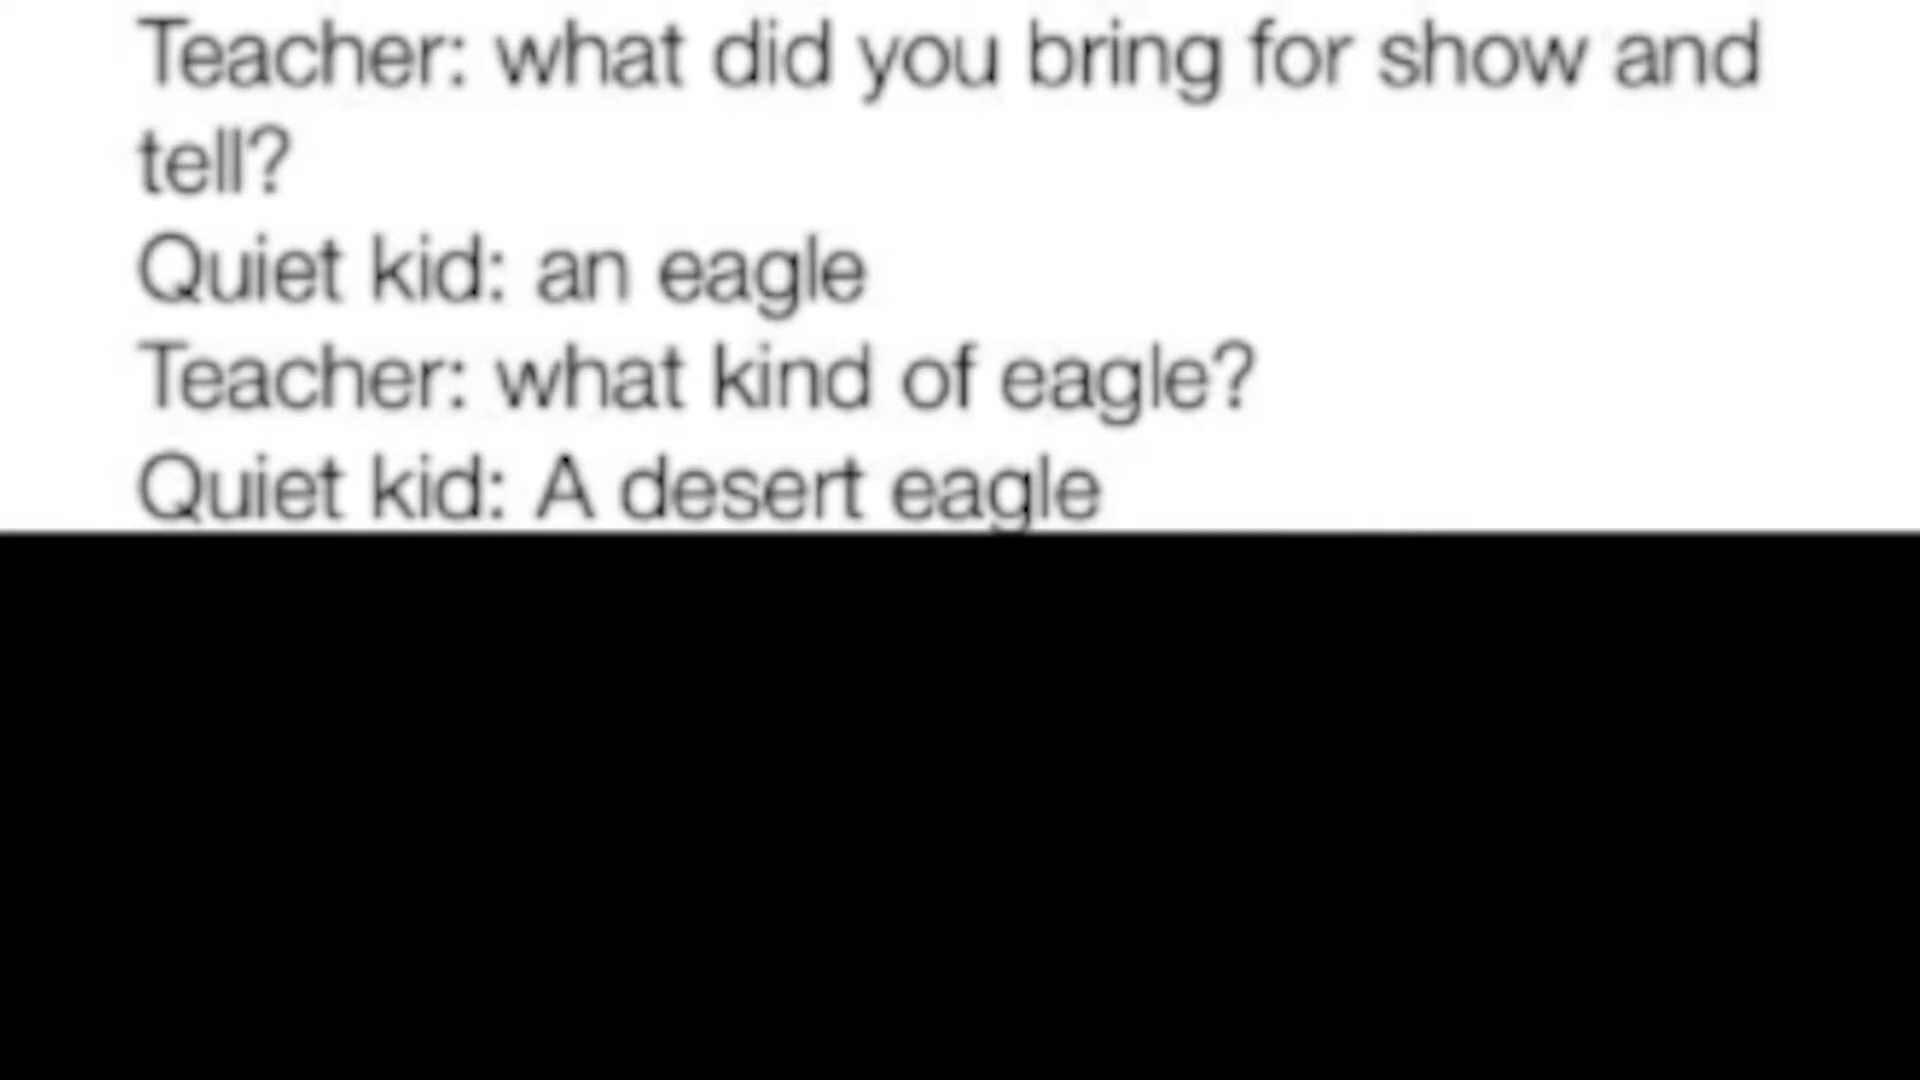 Teacher: what did you bring for show and
tell?
Quiet kid: an eagle
Teacher: what kind of eagle?
Quiet kid: A desert eagle